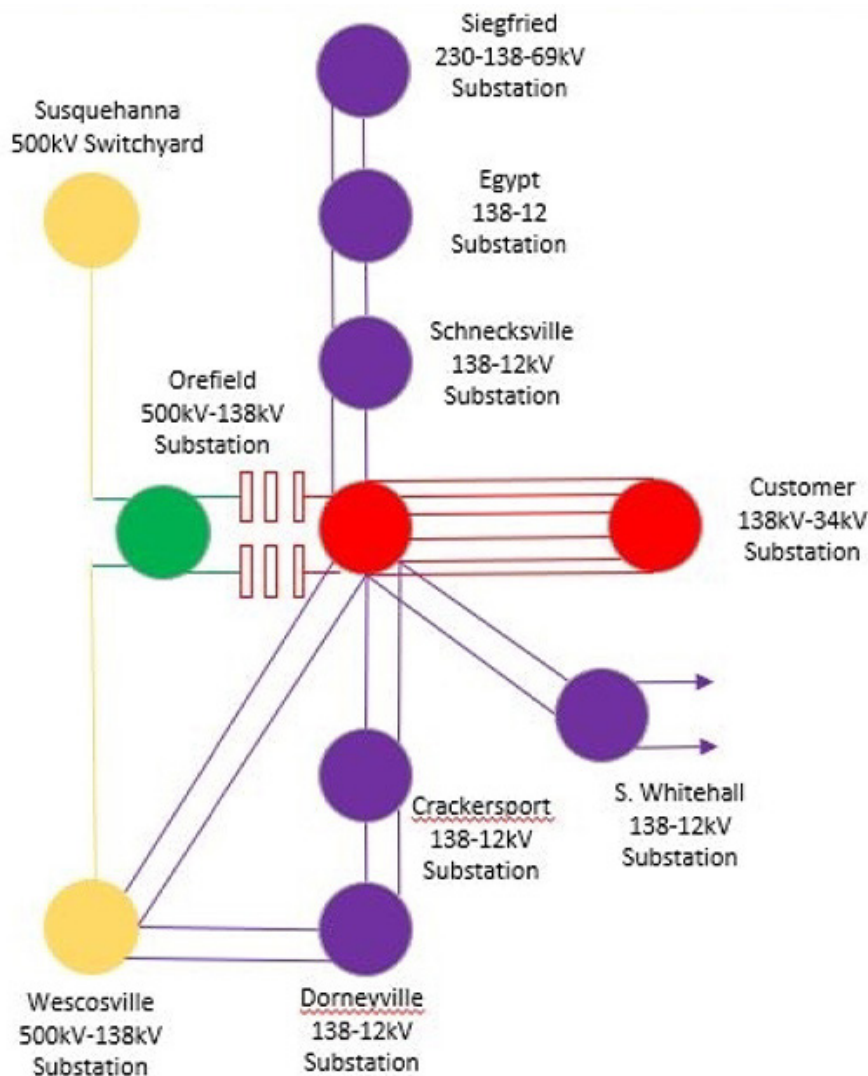 Siegfried
230-138-69kV
Substation
Susquehanna
500kV Switchyard
Egypt
138-12
Substation
Schnecksville
138-12kV
Substation
Orefield
500kV-138kV
Substation
Customer
138kV-34kV
Substation
Crackersport
138-12kV
Substation
S. Whitehall
138-12kV
Substation
Wescosville
500kV-138kV
Substation
Dorneyville
138-12kV
Substation